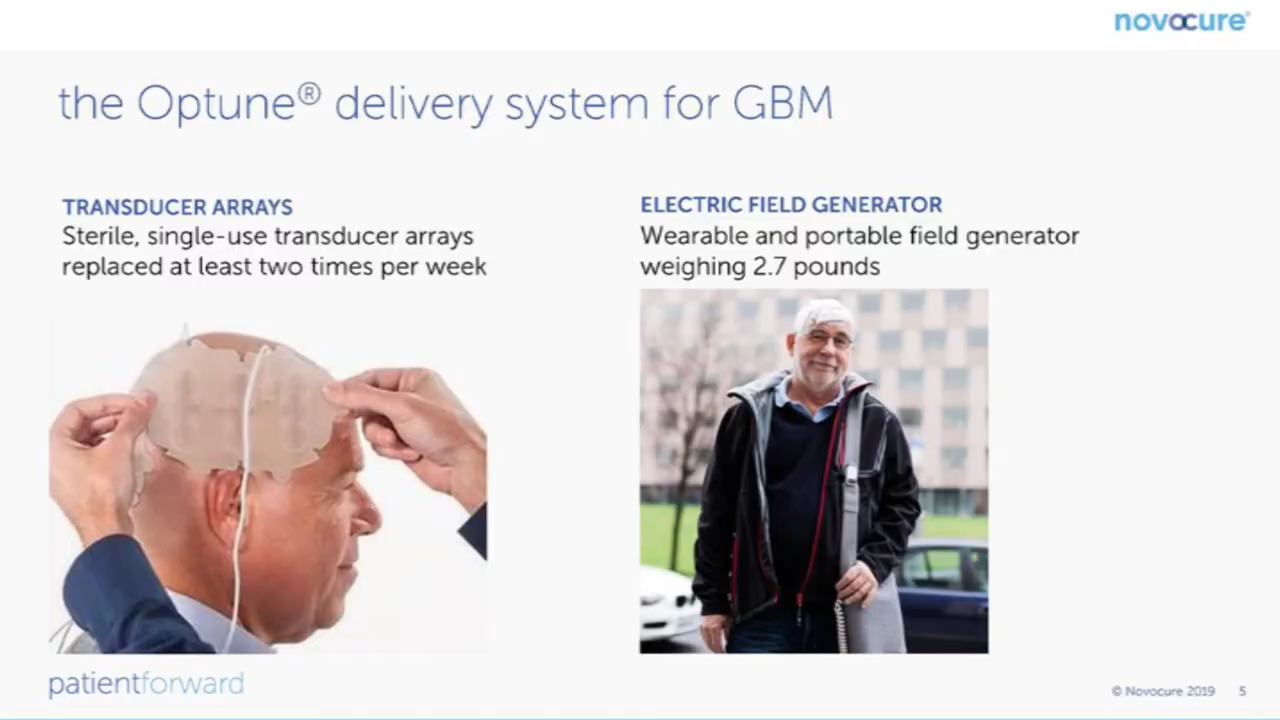 novocure®
the Optune® delivery system for GBM
TRANSDUCER ARRAYS
Sterile, single-use transducer arrays
replaced at least two times per week
ELECTRIC FIELD GENERATOR
Wearable and portable field generator
weighing 2.7 pounds
patientforward
© Novocure 2019 5